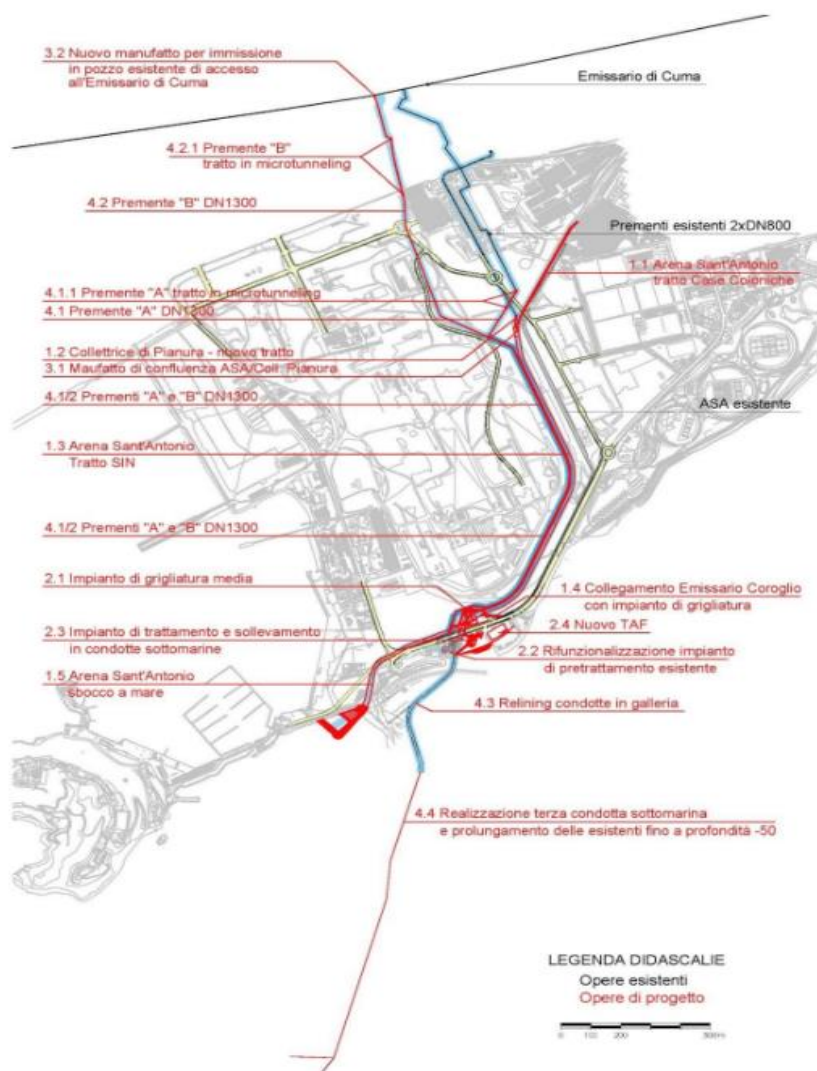 3.2 Nuovo manufatto per immissione
in pozzo esistente di accesso
all'Emissario di Cuma
Emissario di Cuma
4.2.1 Premente "B"
tratto in microtunneling
4.2 Premente "B" DN1300
Prementi esistenti 2xDN800
1.1 Arena Sant'Antonio
tratto Case Coloniche
4.1.1 Premente "A" tratto in microtunneling
4.1 Premente "A" DN1300
1.2 Collettrice di Pianura - nuovo tratto
3.1 Maufatto di confluenza ASA/Coll. Pianura
4.1/2 Prementi "A" e "B" DN1300
ASA esistente
1.3 Arena Sant'Antonio
Tratto SIN
4.1/2 Prementi "A" e "B" DN1300
2.1 Impianto di grigliatura media
1.4 Collegamento Emissario Coroglio
con impianto di grigliatura
2.3 Impianto di trattamento e sollevamento
in condotte sottomarine
2.4 Nuovo TAF
2.2 Rifunzionalizzazione impianto
di pretrattamento esistente
1.5 Arena Sant'Antonio
sbocco a mare
4.3 Relining condotte in galleria
4.4 Realizzazione terza condotta sottomarina
e prolungamento delle esistenti fino a profondità -50
LEGENDA DIDASCALIE
Opere esistenti
Opere di progetto
0 100 200